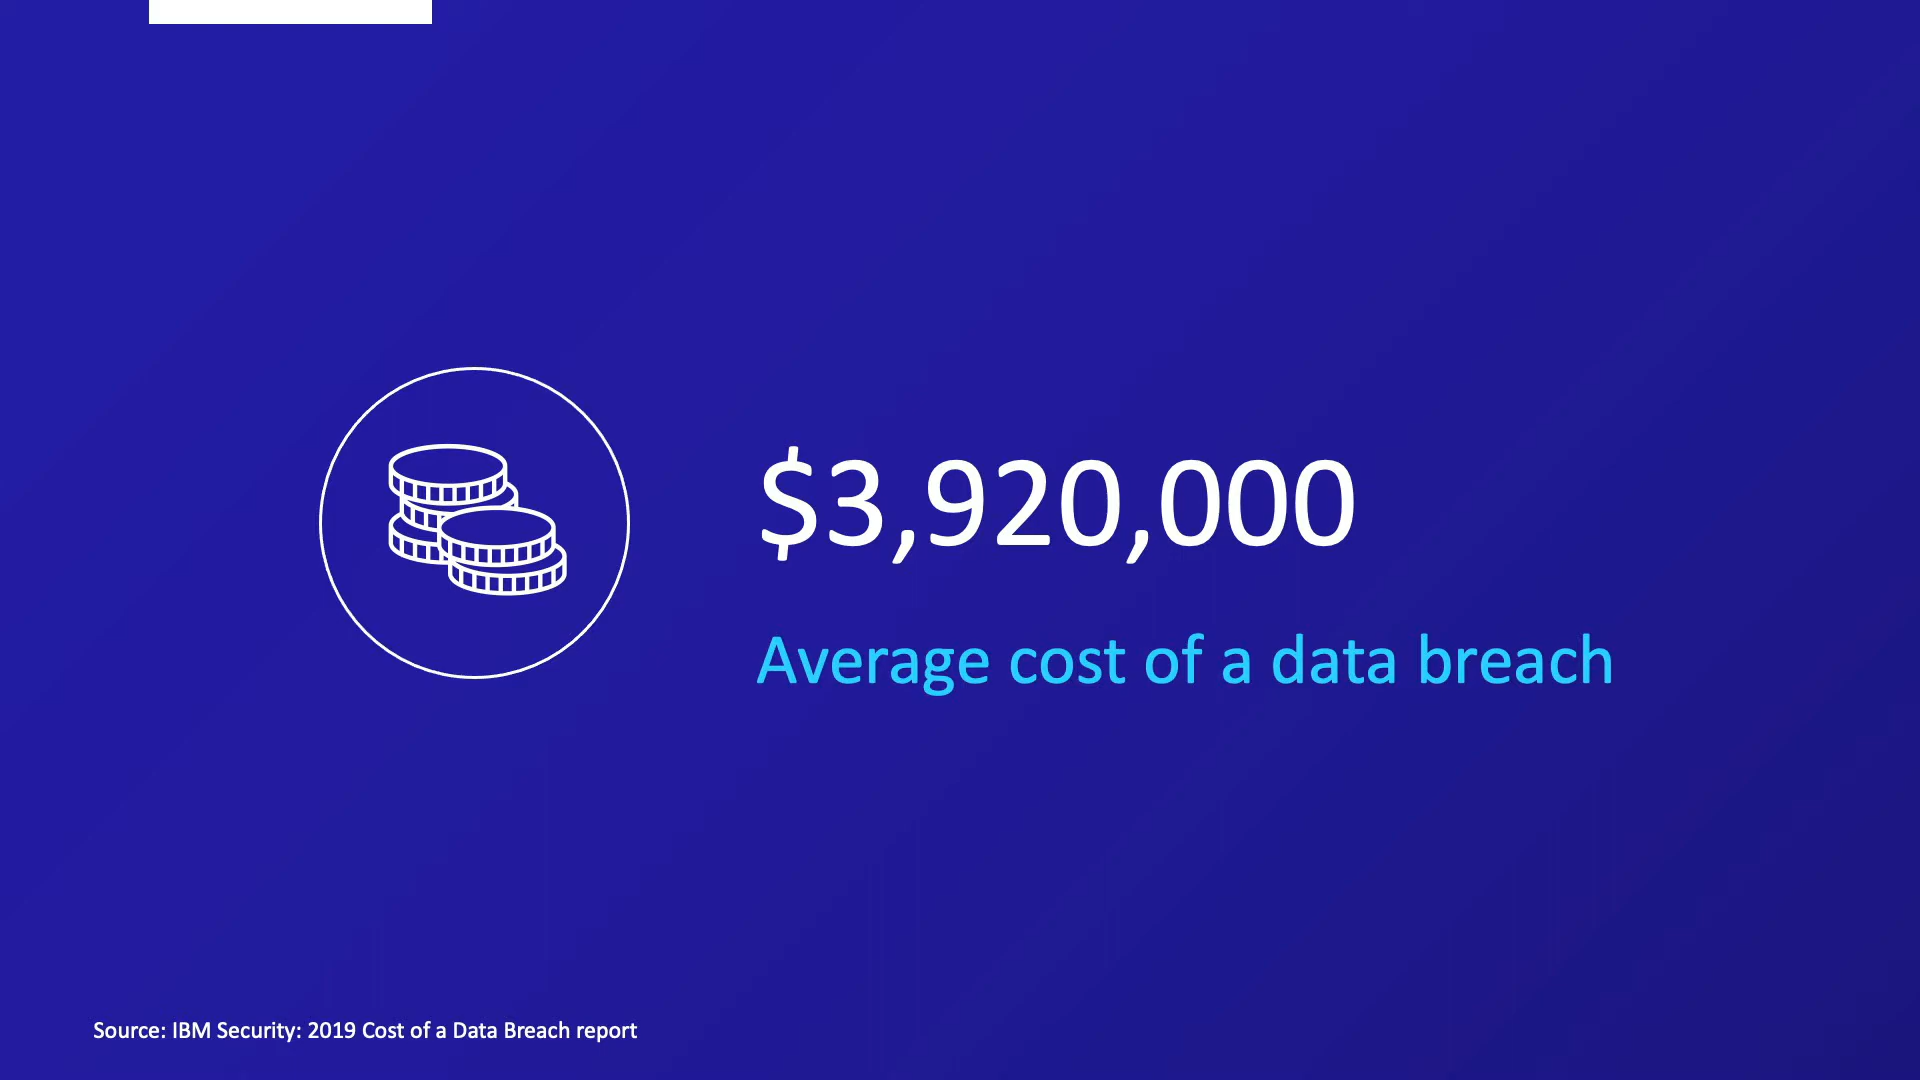 $3,920,000
Average cost of a data breach
Source: IBM Security: 2019 Cost of a Data Breach report